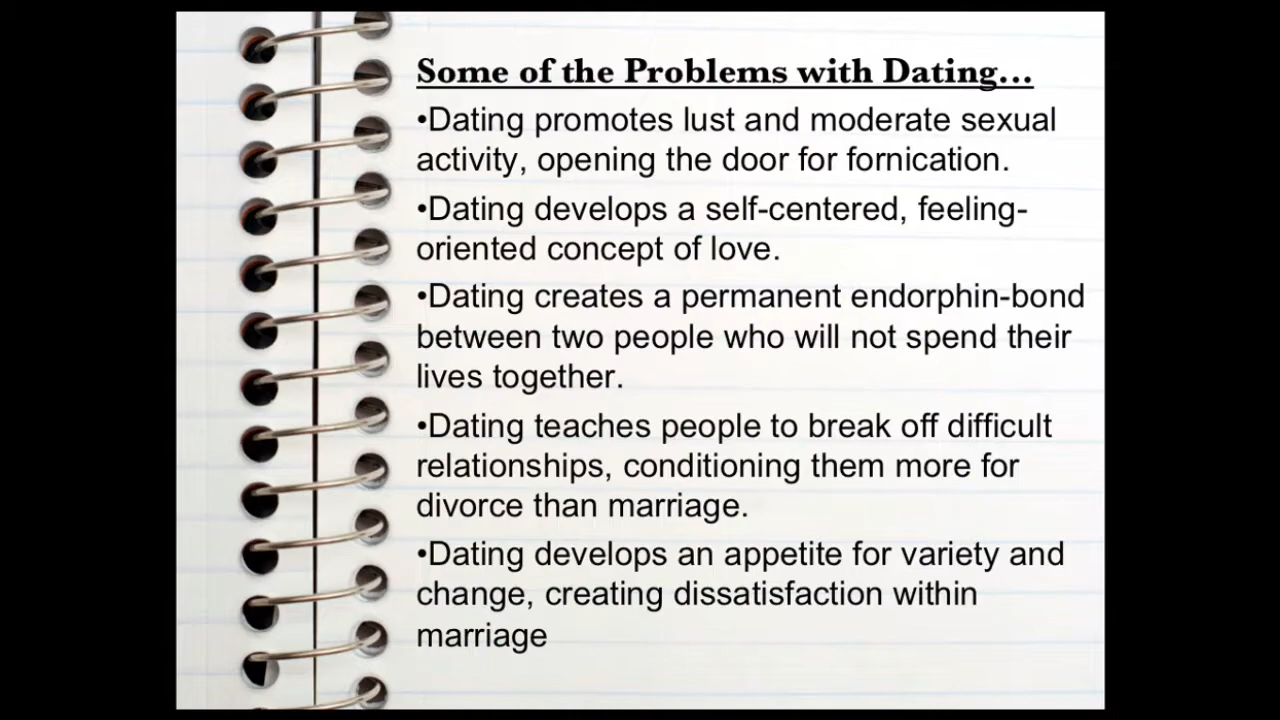 Some of the Problems with Dating...
•Dating promotes lust and moderate sexual
activity, opening the door for fornication.
•Dating develops a self-centered, feeling-
oriented concept of love.
•Dating creates a permanent endorphin-bond
between two people who will not spend their
lives together.
•Dating teaches people to break off difficult
relationships, conditioning them more for
divorce than marriage.
•Dating develops an appetite for variety and
change, creating dissatisfaction within
marriage